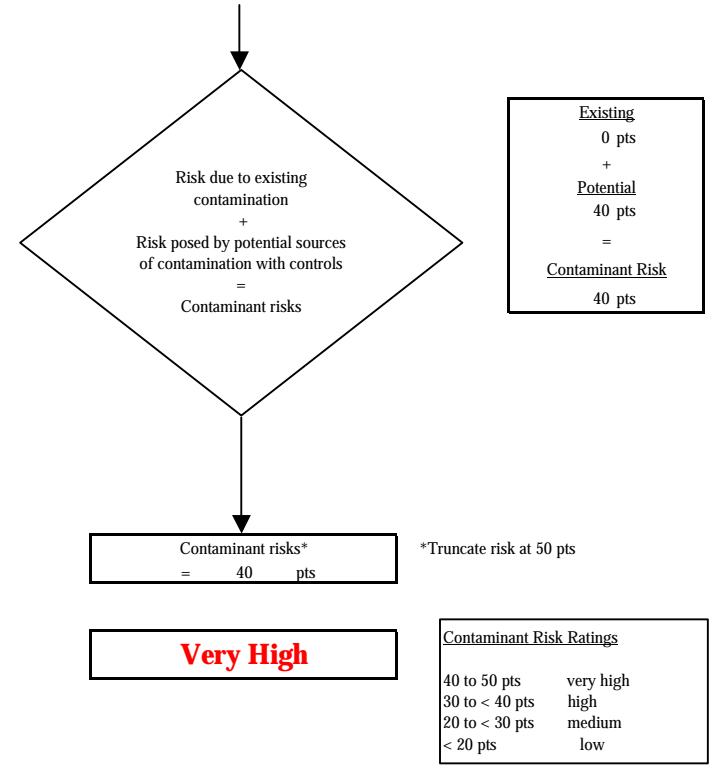 Risk due to existing
contamination
+
Risk posed by potential sources
of contamination with controls
=
Contaminant risks
Existing
0 pts
+
Potential
40 pts
=
Contaminant Risk
40 pts
Contaminant risks*
= 40 pts
*Truncate risk at 50 pts
Very High
Contaminant Risk Ratings
40 to 50 pts very high
30 to < 40 pts high
20 to < 30 pts medium
< 20 pts low